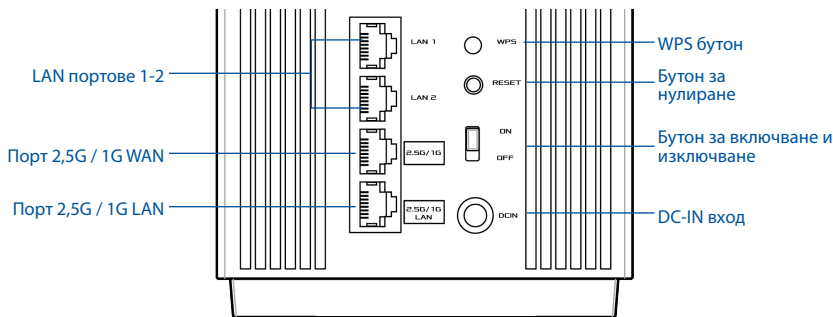 LAN портове 1-2
Порт 2,5G / 1G WAN
Порт 2,5G / 1G LAN
LAN 1
LAN 2
2.5G/1G
2.5G/1G
LAN
WPS
RESET
ON
OFF
DCIN
WPS бутон
Бутон за
нулиране
Бутон за включване и
изключване
DC-IN вход